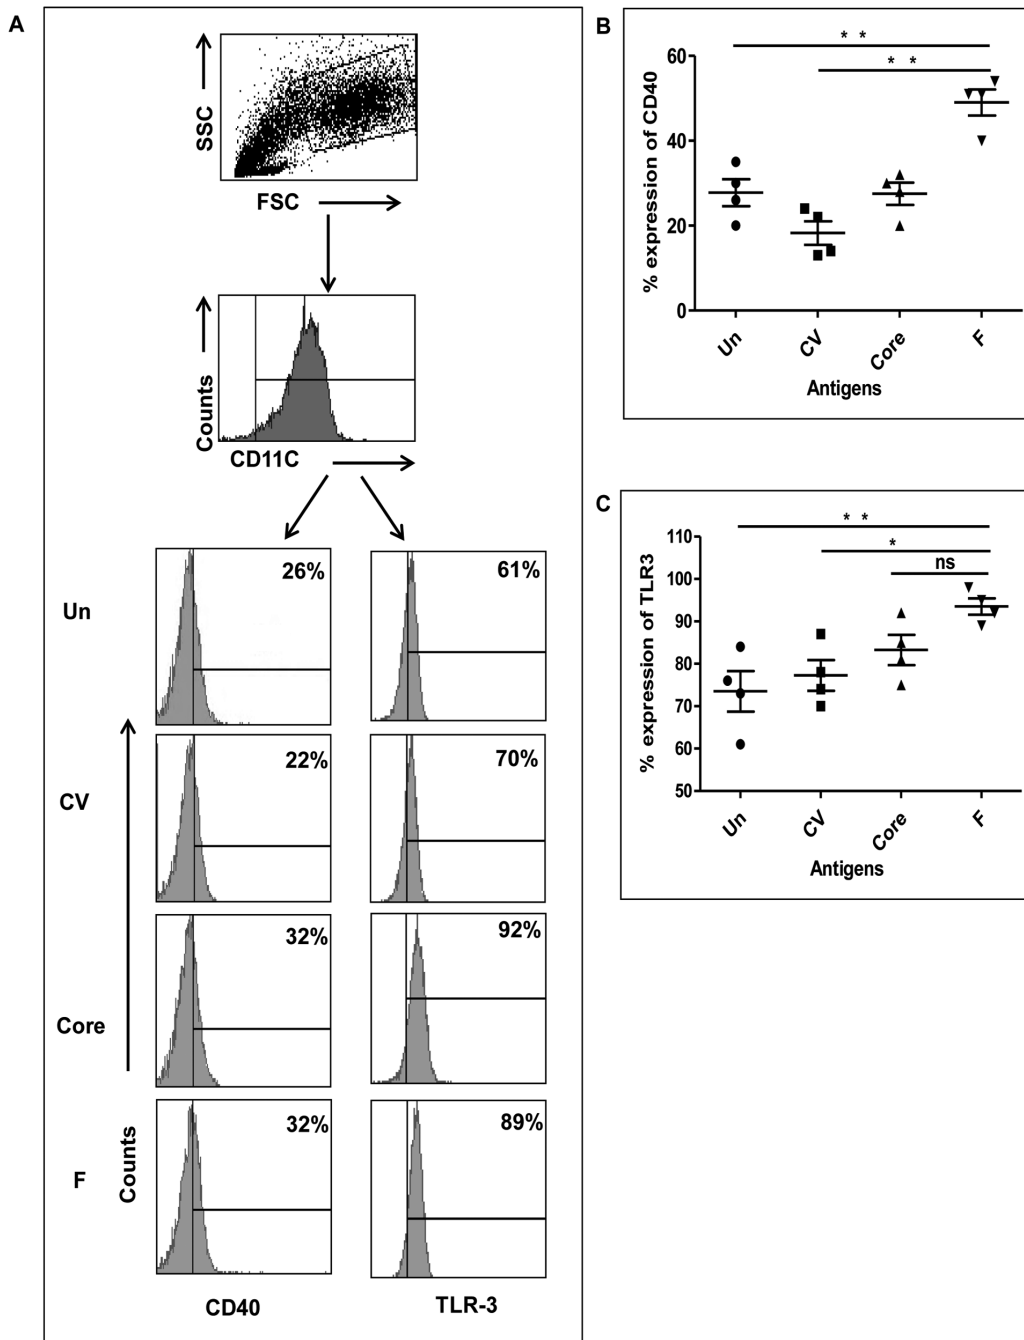 A
SSC
FSC
Counts
CD11C
Un
26%
61%
CV
22%
70%
Core
32%
92%
F
32%
89%
Counts
CD40
TLR-3
B
* *
* *
% expression of CD40
60
40
20
0
Un
CV
Core
F
Antigens
C
* *
*
ns
% expression of TLR3
110
100
90
80
70
60
50
Un
CV
Core
F
Antigens